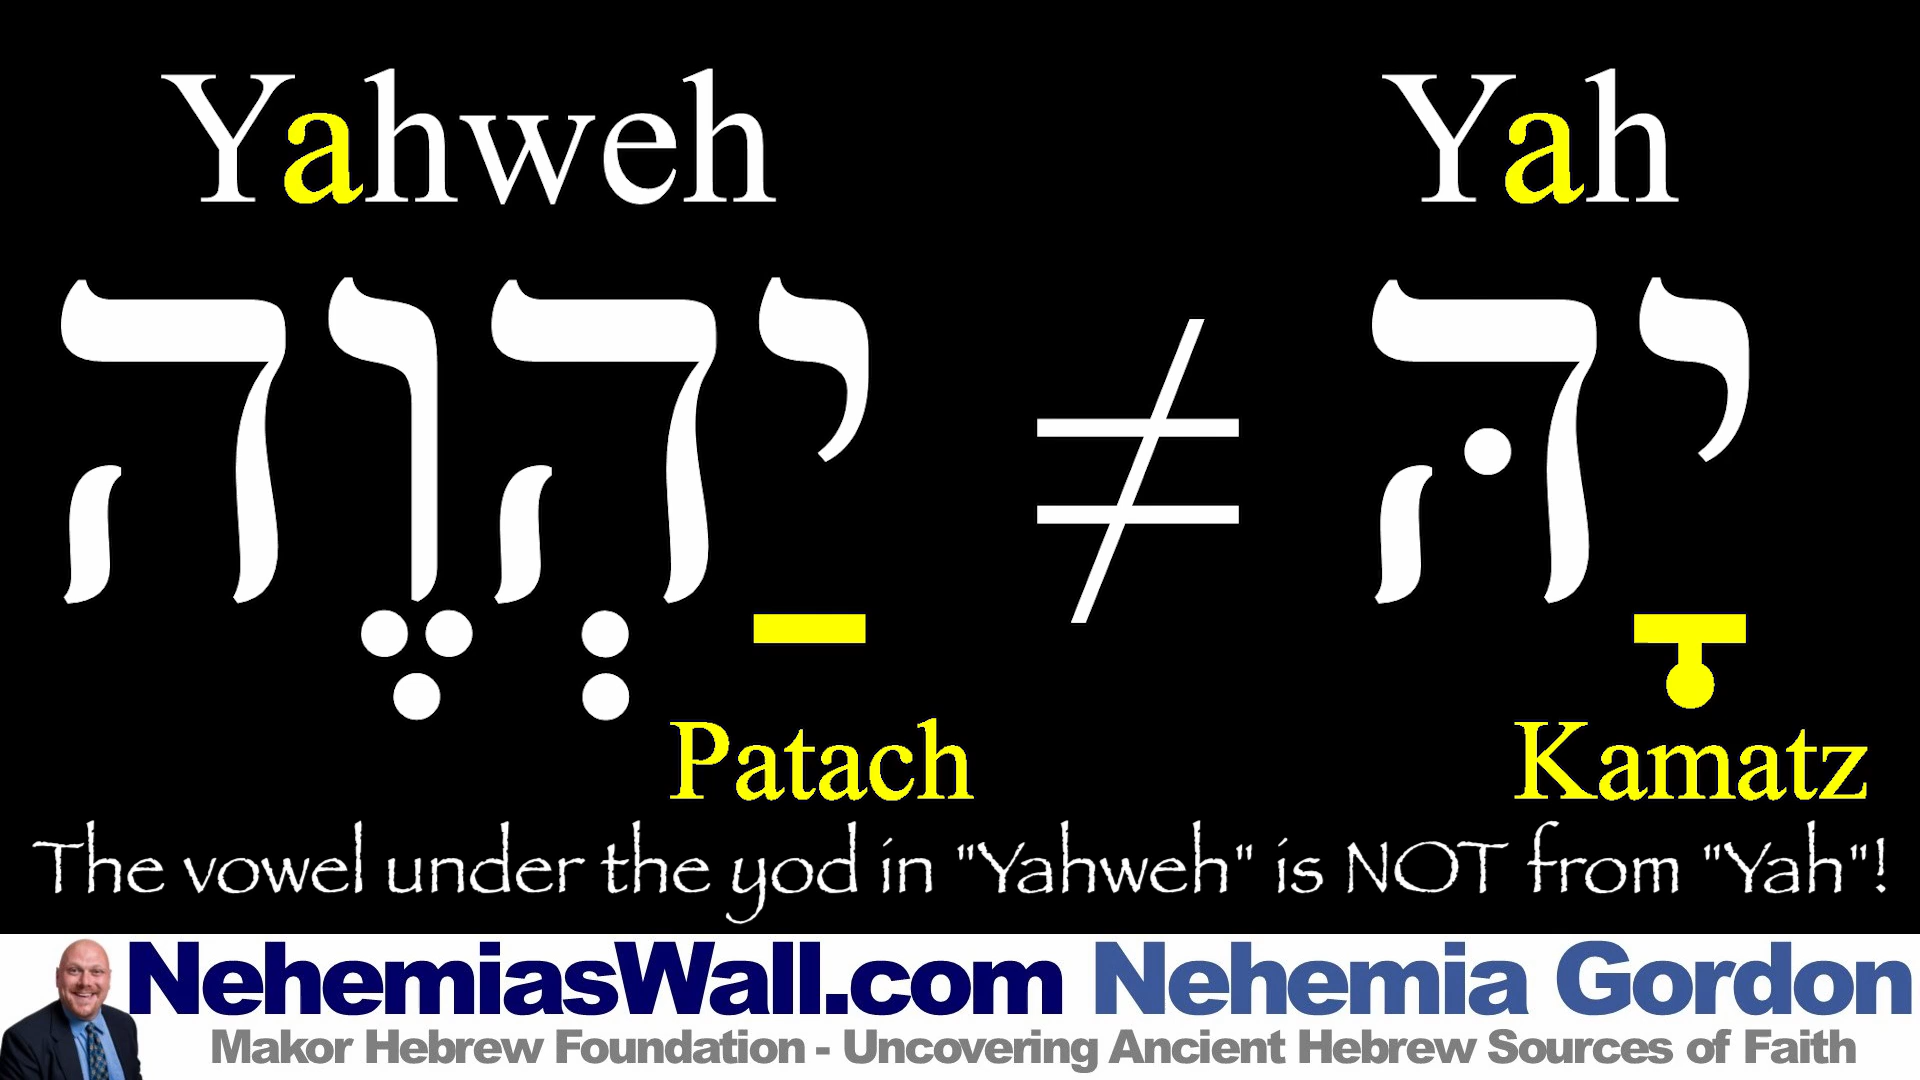 Yahweh Yah
יַהְוֶה ≠ יָהּ
Patach Kamatz
The vowel under the yod in "Yahweh" is NOT from "Yah"!
NehemiasWall.com Nehemia Gordon
Makor Hebrew Foundation - Uncovering Ancient Hebrew Sources of Faith